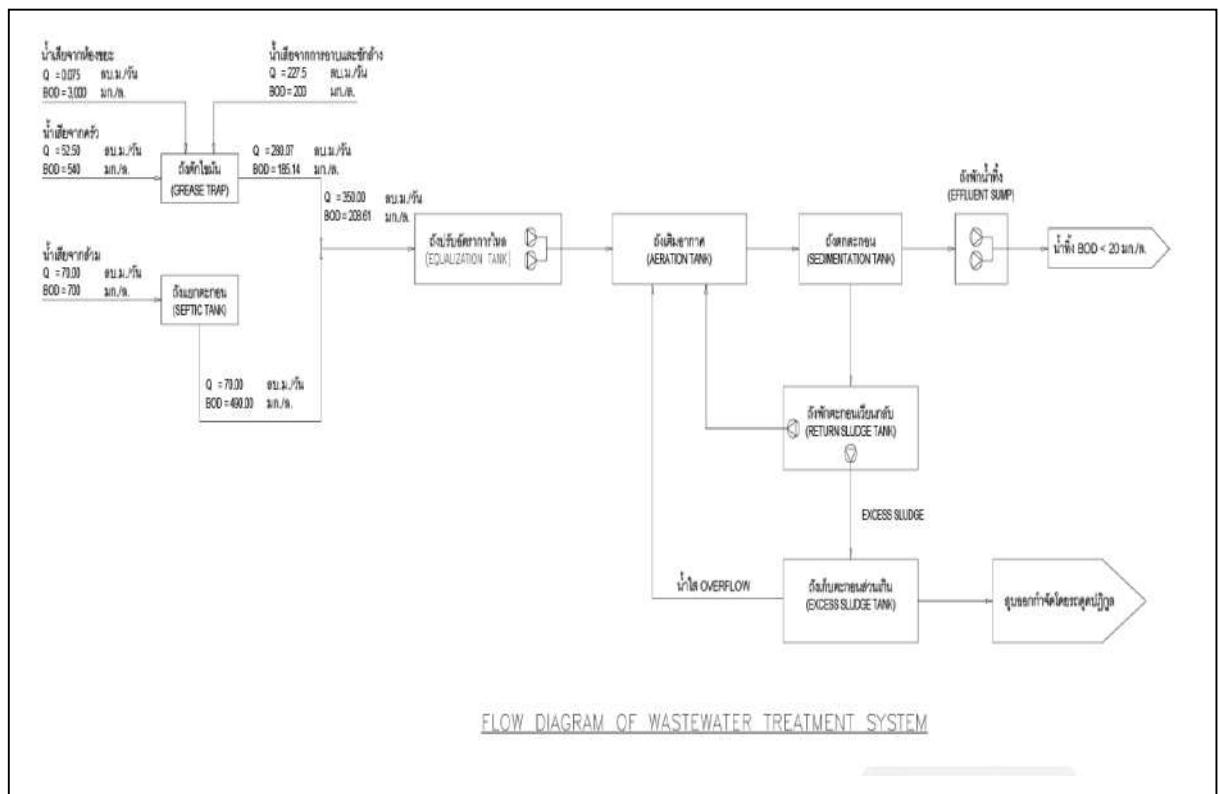 น้ำเสียจากห้องขยะ
Q = 0.075 ลบ.ม./วัน
BOD = 3,000 มก./ล.
น้ำเสียจากการอาบและซักล้าง
Q = 227.5 ลบ.ม./วัน
BOD = 200 มก./ล.
น้ำเสียจากครัว
Q = 52.50 ลบ.ม./วัน
BOD = 540 มก./ล.
ถังดักไขมัน
(GREASE TRAP)
Q = 280.07 ลบ.ม./วัน
BOD = 185.14 มก./ล.
Q = 350.00 ลบ.ม./วัน
BOD = 208.61 มก./ล.
น้ำเสียจากส้วม
Q = 70.00 ลบ.ม./วัน
BOD = 700 มก./ล.
ถังแยกตะกอน
(SEPTIC TANK)
Q = 70.00 ลบ.ม./วัน
BOD = 490.00 มก./ล.
ถังปรับอัตราการไหล
(EQUALIZATION TANK)
ถังเติมอากาศ
(AERATION TANK)
ถังตกตะกอน
(SEDIMENTATION TANK)
ถังพักน้ำทิ้ง
(EFFLUENT SUMP)
น้ำทิ้ง BOD < 20 มก./ล.
ถังพักตะกอนเวียนกลับ
(RETURN SLUDGE TANK)
EXCESS SLUDGE
น้ำใส OVERFLOW
ถังเก็บตะกอนส่วนเกิน
(EXCESS SLUDGE TANK)
สูบออกกำจัดโดยรถดูดปฏิกูล
FLOW DIAGRAM OF WASTEWATER TREATMENT SYSTEM